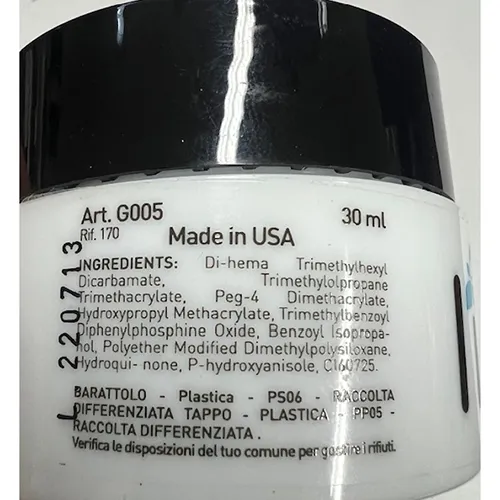 Art. G005 30 ml
Rif. 170
Made in USA
INGREDIENTS: Di-hema Trimethylhexyl
Dicarbamate, Trimethylolpropane
Trimethacrylate, Peg-4 Dimethacrylate,
Hydroxypropyl Methacrylate, Trimethylbenzoyl
Diphenylphosphine Oxide, Benzoyl Isopropa-
nol, Polyether Modified Dimethylpolysiloxane,
Hydroqui- none, P-hydroxyanisole, C160725.
BARATTOLO - Plastica - PS06 - RACCOLTA
DIFFERENZIATA TAPPO - PLASTICA - PP05 -
RACCOLTA DIFFERENZIATA .
Verifica le disposizioni del tuo comune per gestire i rifiuti.
L 220713